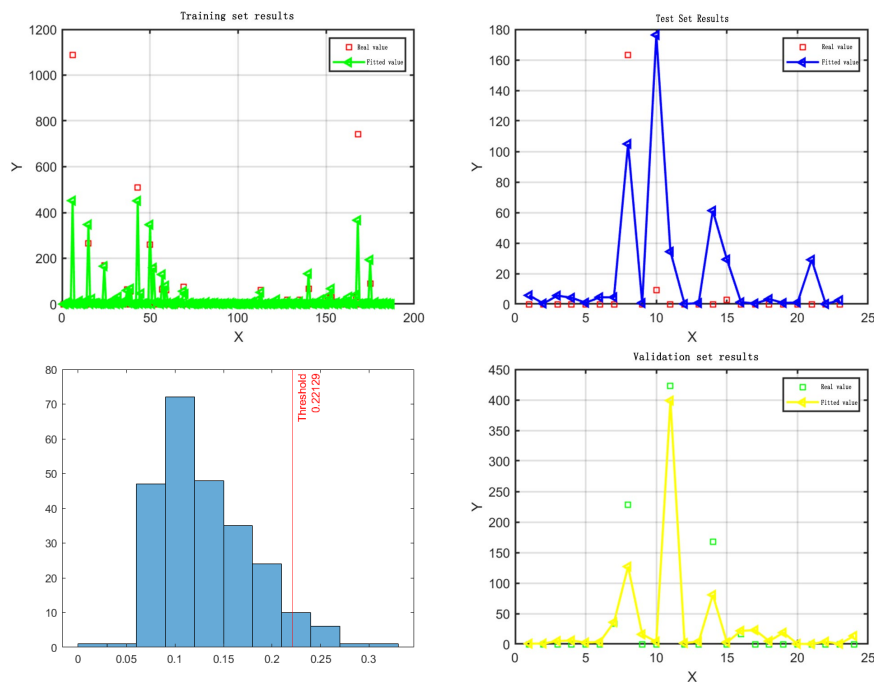 Training set results
1200
1000
800
600
400
200
0
Y
0 50 100 150 200
X
Real value
Fitted value
Test Set Results
180
160
140
120
100
80
60
40
20
0
Y
0 5 10 15 20 25
X
Real value
Fitted value
80
70
60
50
40
30
20
10
0
0 0.05 0.1 0.15 0.2 0.25 0.3
Threshold
0.22129
Validation set results
450
400
350
300
250
200
150
100
50
0
Y
0 5 10 15 20 25
X
Real value
Fitted value